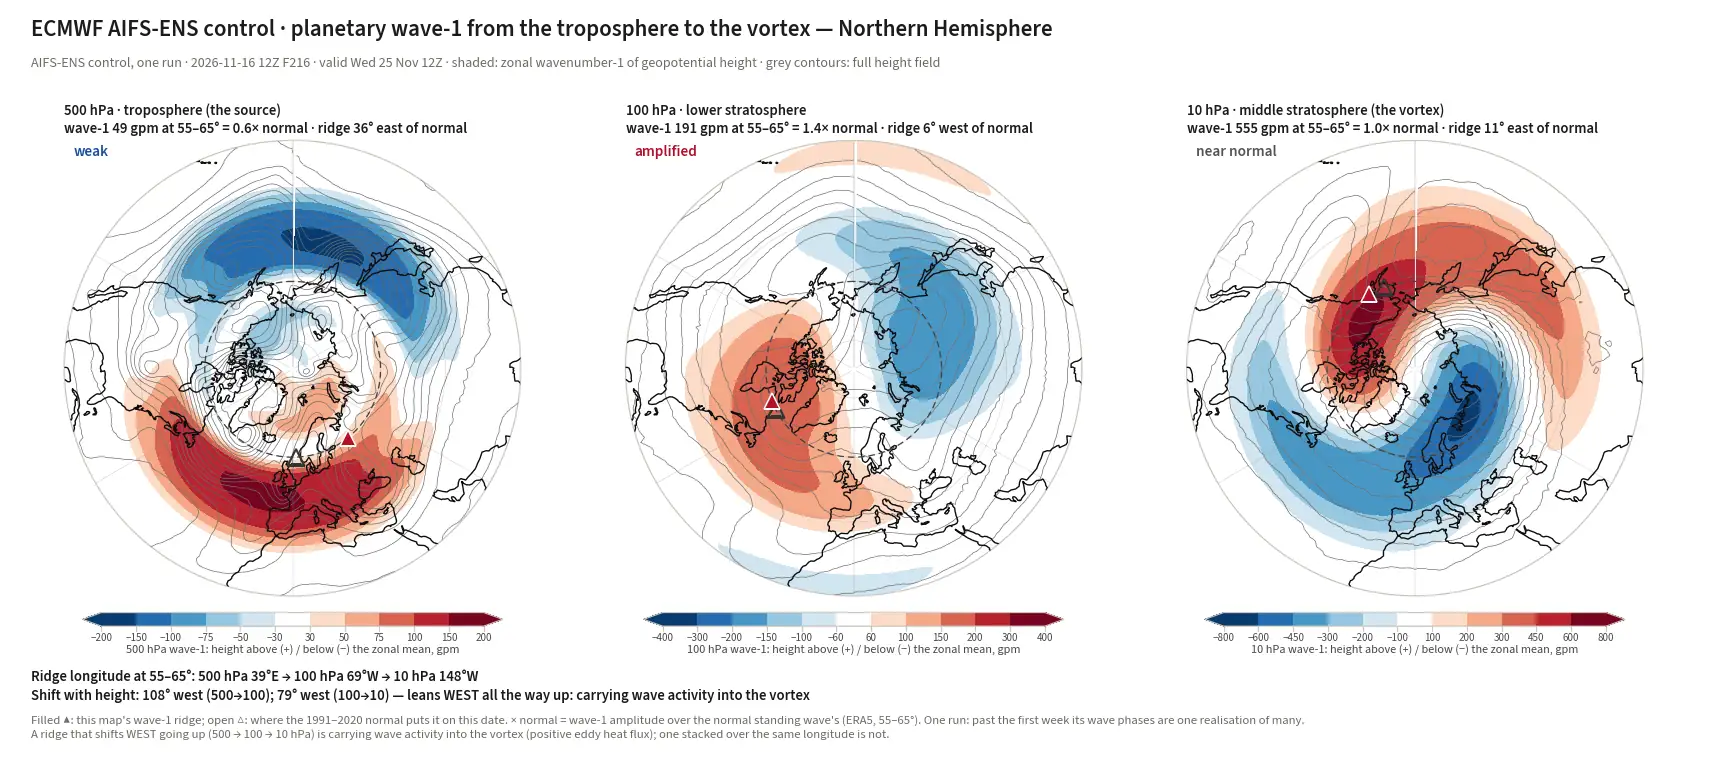 ECMWF AIFS-ENS control · planetary wave-1 from the troposphere to the vortex — Northern Hemisphere
AIFS-ENS control, one run · 2026-11-16 12Z F216 · valid Wed 25 Nov 12Z · shaded: zonal wavenumber-1 of geopotential height · grey contours: full height field
500 hPa · troposphere (the source)
wave-1 49 gpm at 55–65° = 0.6× normal · ridge 36° east of normal
weak
100 hPa · lower stratosphere
wave-1 191 gpm at 55–65° = 1.4× normal · ridge 6° west of normal
amplified
10 hPa · middle stratosphere (the vortex)
wave-1 555 gpm at 55–65° = 1.0× normal · ridge 11° east of normal
near normal
−200 −150 −100 −75 −50 −30 30 50 75 100 150 200
500 hPa wave-1: height above (+) / below (−) the zonal mean, gpm
−400 −300 −200 −150 −100 −60 60 100 150 200 300 400
100 hPa wave-1: height above (+) / below (−) the zonal mean, gpm
−800 −600 −450 −300 −200 −100 100 200 300 450 600 800
10 hPa wave-1: height above (+) / below (−) the zonal mean, gpm
Ridge longitude at 55–65°: 500 hPa 39°E → 100 hPa 69°W → 10 hPa 148°W
Shift with height: 108° west (500→100); 79° west (100→10) — leans WEST all the way up: carrying wave activity into the vortex
Filled ▲: this map's wave-1 ridge; open △: where the 1991–2020 normal puts it on this date. × normal = wave-1 amplitude over the normal standing wave's (ERA5, 55–65°). One run: past the first week its wave phases are one realisation of many.
A ridge that shifts WEST going up (500 → 100 → 10 hPa) is carrying wave activity into the vortex (positive eddy heat flux); one stacked over the same longitude is not.